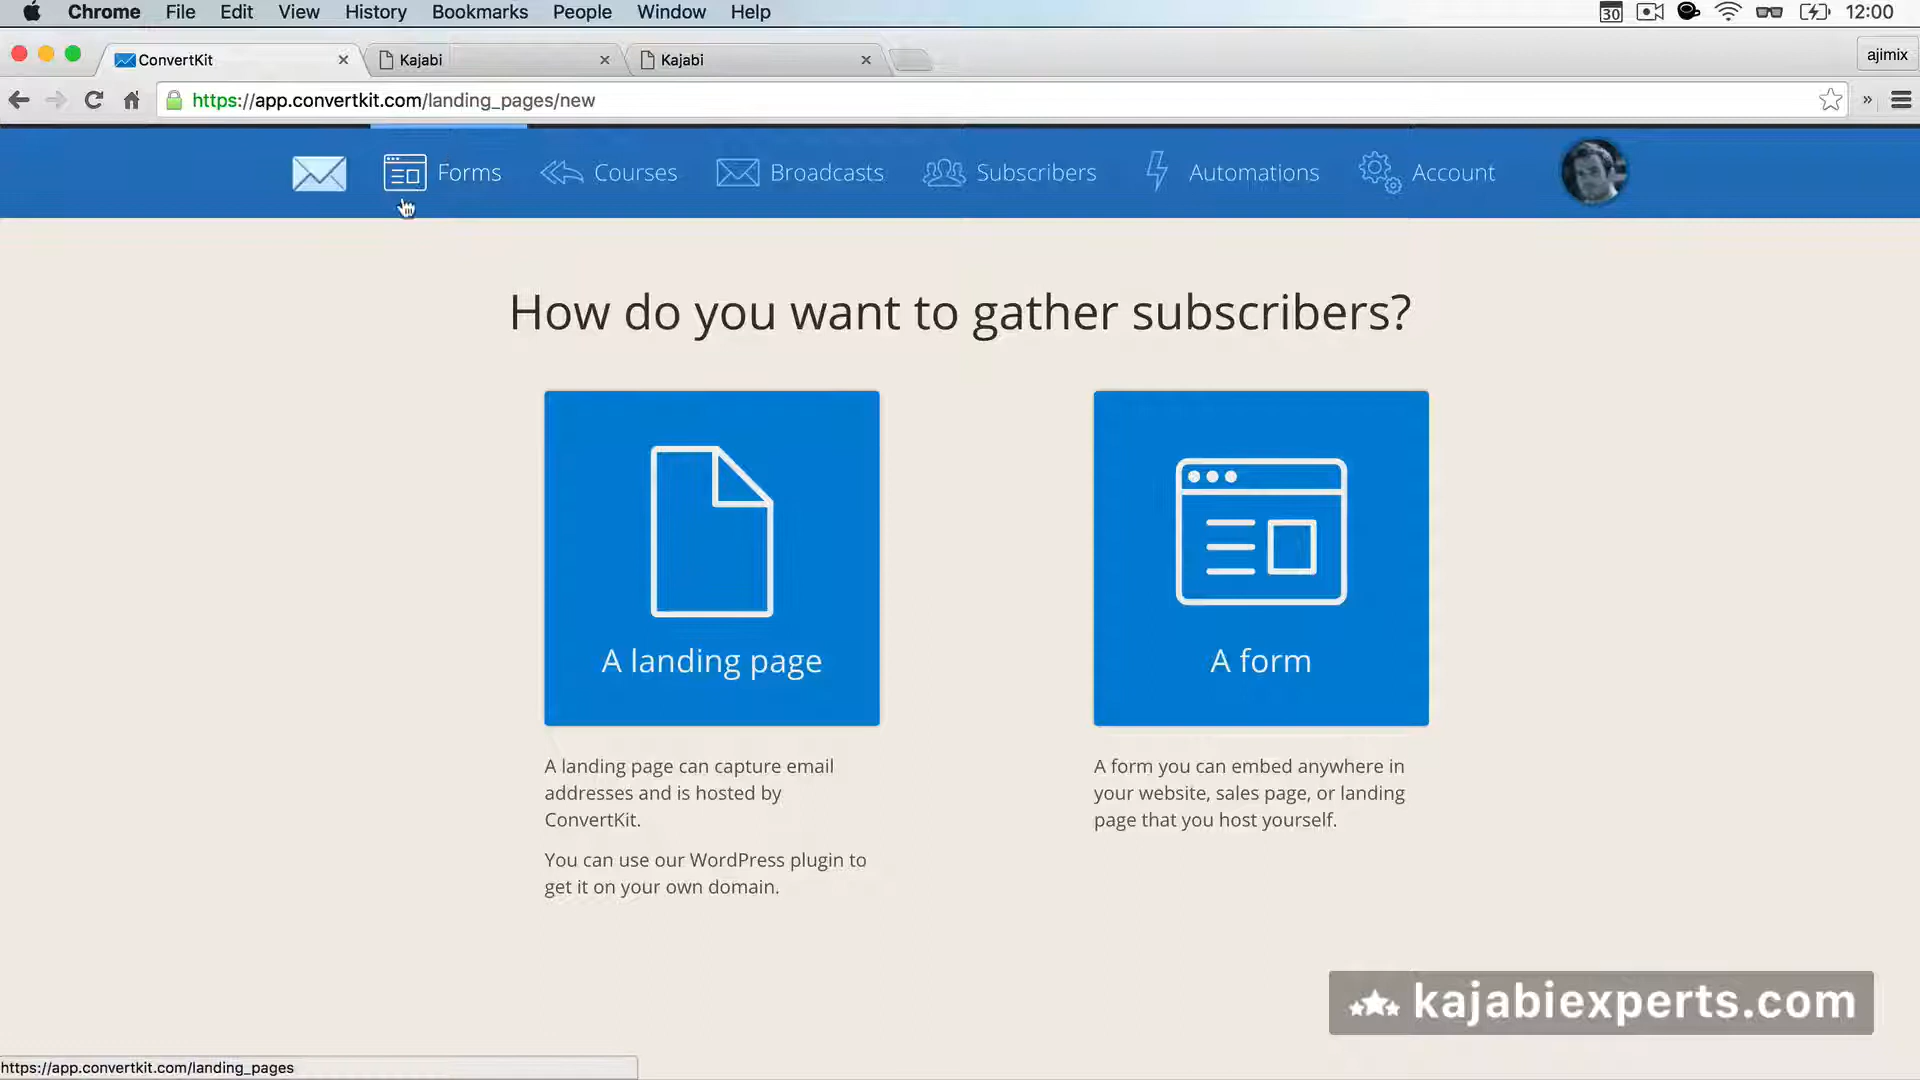 Chrome File Edit View History Bookmarks People Window Help 30 12:00
ConvertKit Kajabi Kajabi ajimix
https://app.convertkit.com/landing_pages/new »
Forms Courses Broadcasts Subscribers Automations Account
How do you want to gather subscribers?
A landing page
A form
A landing page can capture email
addresses and is hosted by
ConvertKit.
You can use our WordPress plugin to
get it on your own domain.
A form you can embed anywhere in
your website, sales page, or landing
page that you host yourself.
kajabiexperts.com
https://app.convertkit.com/landing_pages